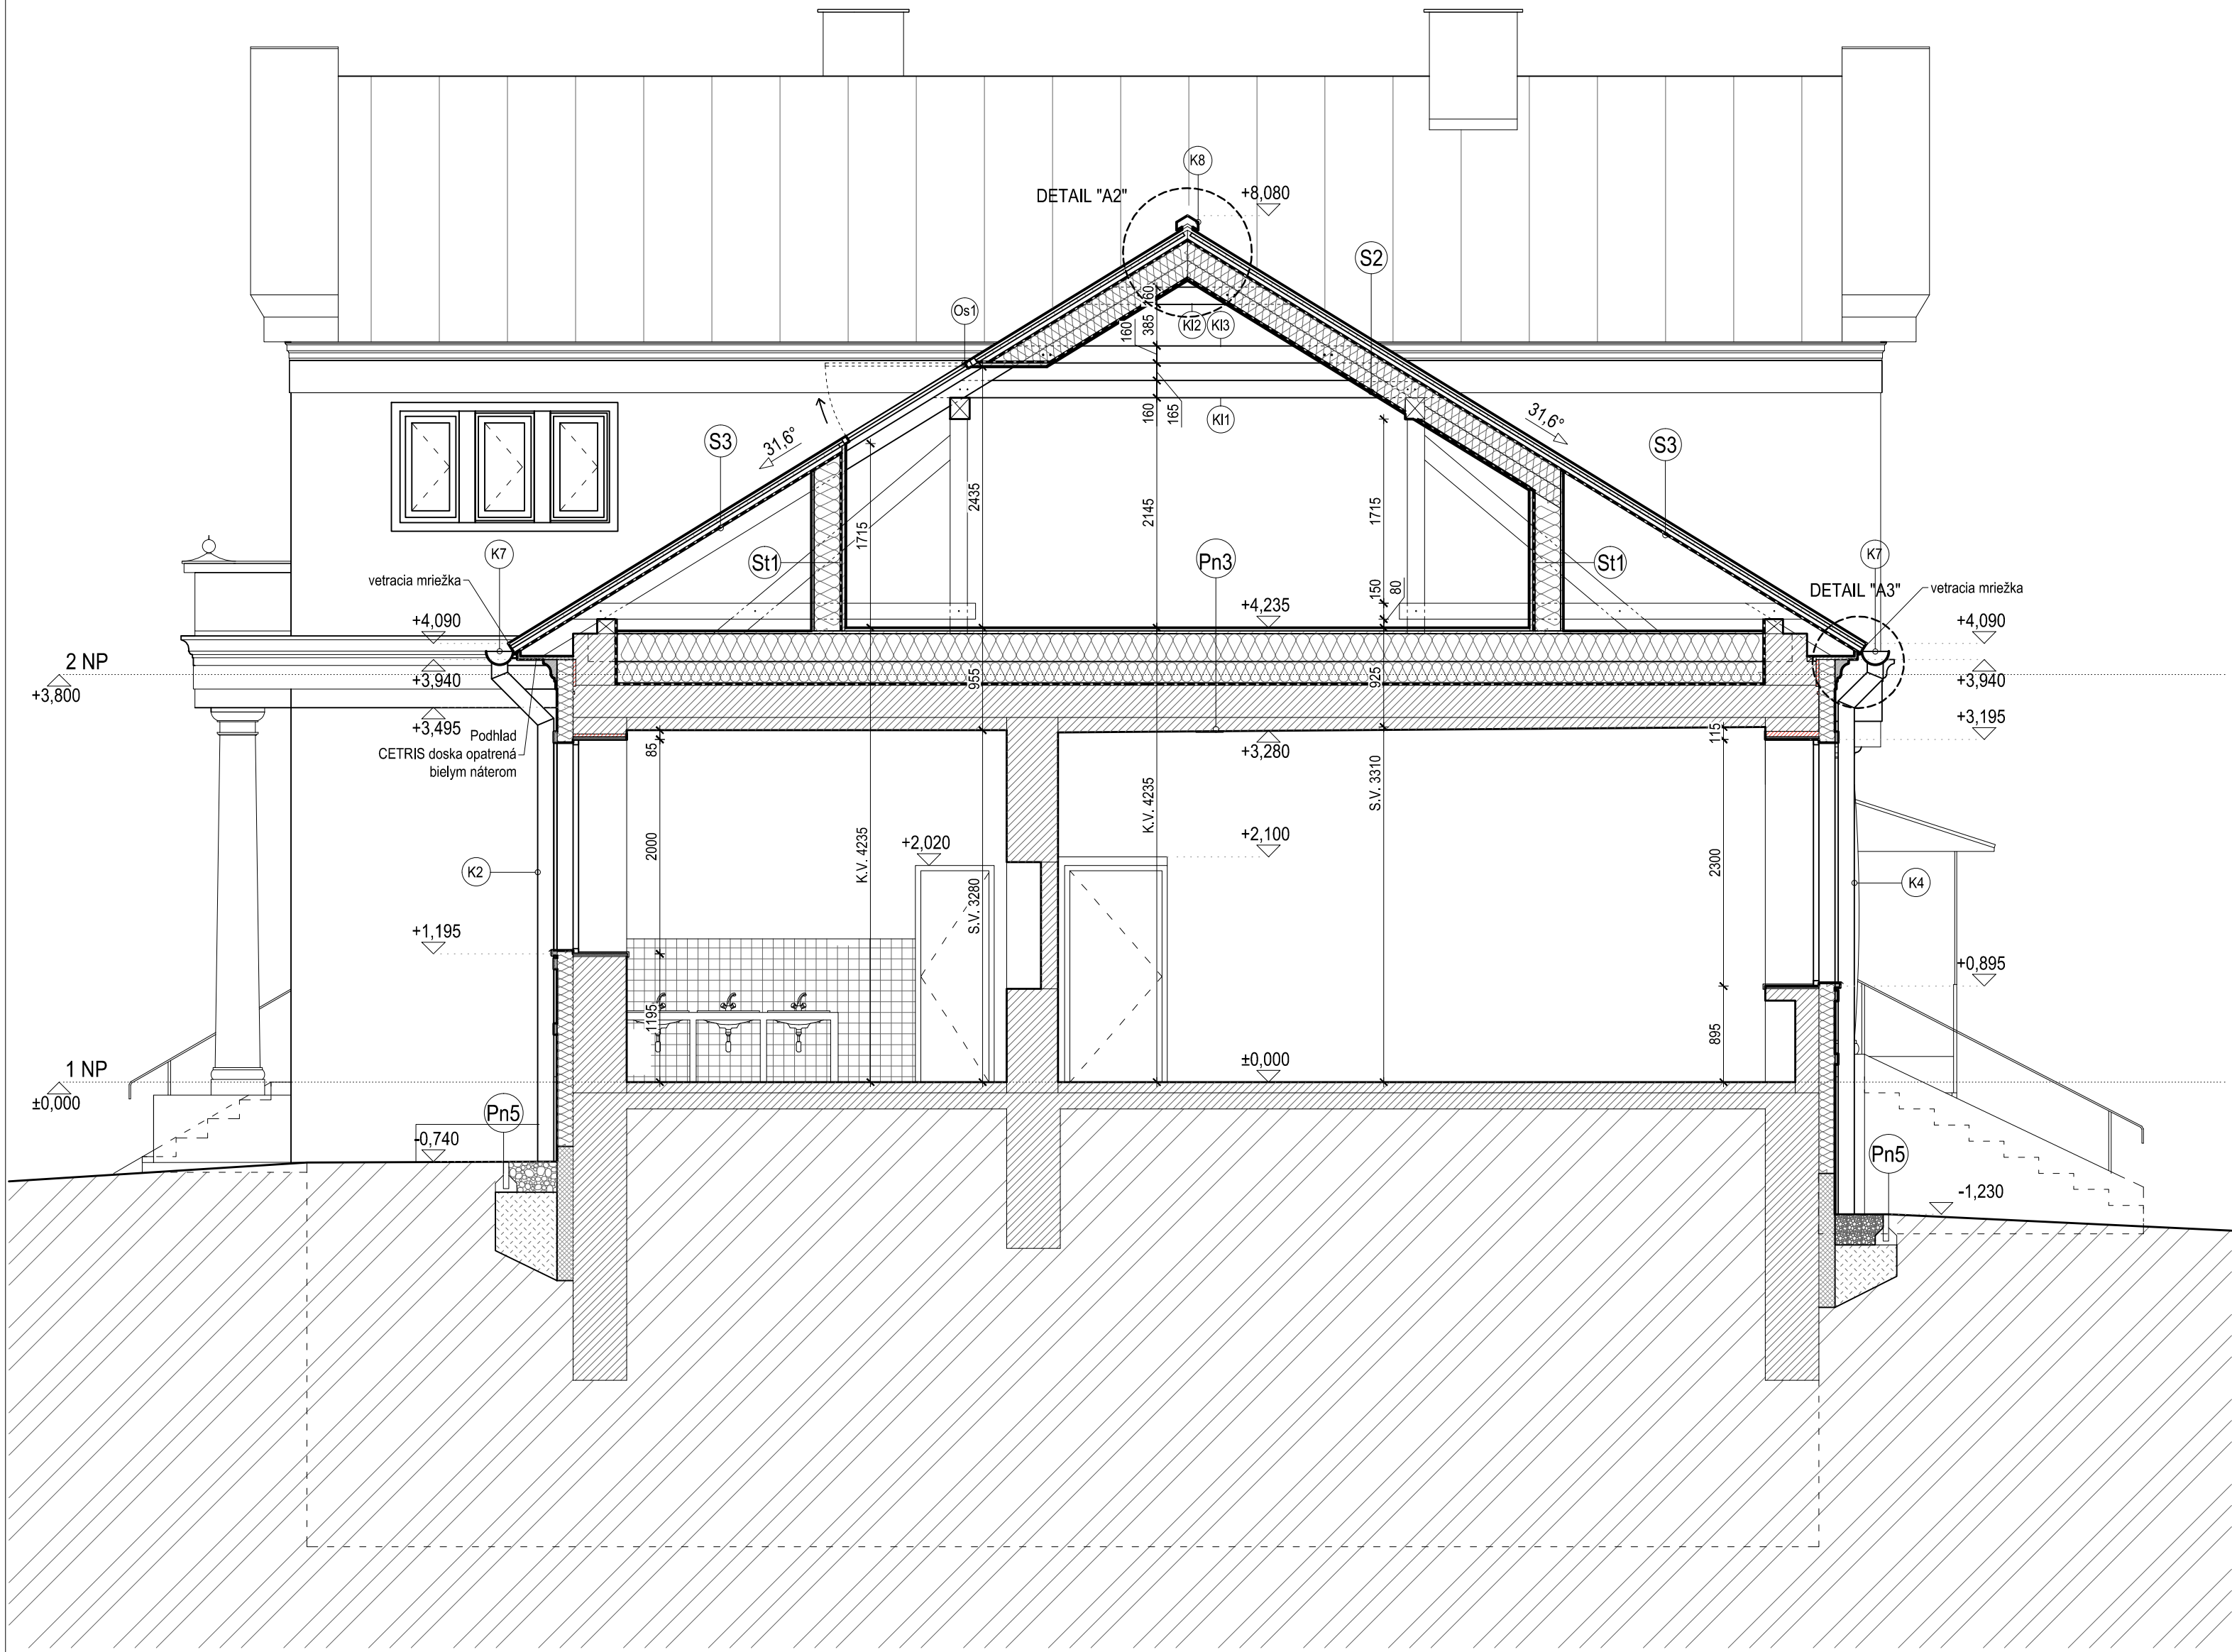 K8
DETAIL "A2"
+8,080
S2
Os1
160
385
160
Kl2
Kl3
31,6°
S3
160
165
Kl1
31,6°
S3
2435
2145
1715
1715
K7
vetracia mriežka
St1
Pn3
St1
K7
DETAIL "A3"
vetracia mriežka
150
80
+4,090
+4,235
+4,090
2 NP
+3,800
+3,940
955
925
+3,940
+3,495
Podhlad
CETRIS doska opatrená
bielym náterom
+3,195
85
+3,280
115
S.V. 3310
K.V. 4235
K.V. 4235
2000
+2,020
+2,100
2300
K2
K4
S.V. 3280
+1,195
+0,895
1195
895
1 NP
±0,000
±0,000
Pn5
-0,740
Pn5
-1,230